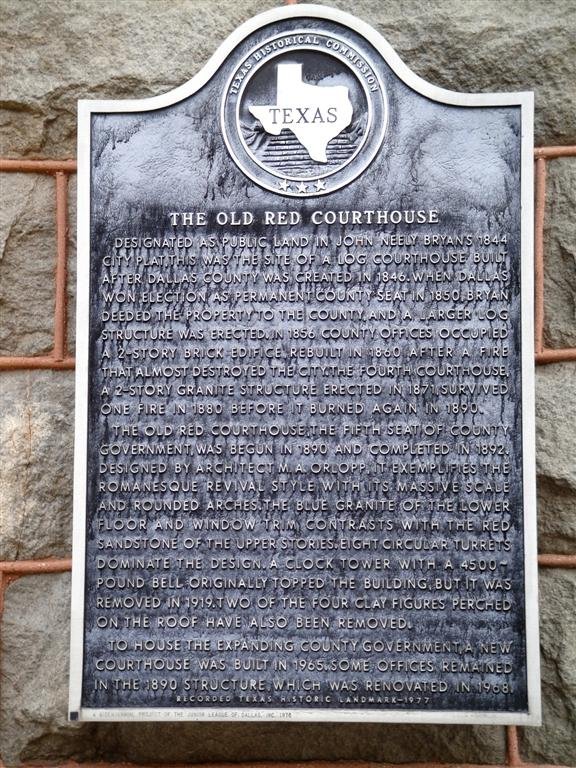 TEXAS HISTORICAL COMMISSION
TEXAS
THE OLD RED COURTHOUSE
DESIGNATED AS PUBLIC LAND IN JOHN NEELY BRYAN'S 1844
CITY PLAT, THIS WAS THE SITE OF A LOG COURTHOUSE BUILT
AFTER DALLAS COUNTY WAS CREATED IN 1846. WHEN DALLAS
WON ELECTION AS PERMANENT COUNTY SEAT IN 1850, BRYAN
DEEDED THE PROPERTY TO THE COUNTY, AND A LARGER LOG
STRUCTURE WAS ERECTED. IN 1856 COUNTY OFFICES OCCUPIED
A 2-STORY BRICK EDIFICE, REBUILT IN 1860 AFTER A FIRE
THAT ALMOST DESTROYED THE CITY. THE FOURTH COURTHOUSE,
A 2-STORY GRANITE STRUCTURE ERECTED IN 1871, SURVIVED
ONE FIRE IN 1880 BEFORE IT BURNED AGAIN IN 1890.
THE OLD RED COURTHOUSE, THE FIFTH SEAT OF COUNTY
GOVERNMENT, WAS BEGUN IN 1890 AND COMPLETED IN 1892.
DESIGNED BY ARCHITECT M. A. ORLOPP, IT EXEMPLIFIES THE
ROMANESQUE REVIVAL STYLE WITH ITS MASSIVE SCALE
AND ROUNDED ARCHES. THE BLUE GRANITE OF THE LOWER
FLOOR AND WINDOW TRIM CONTRASTS WITH THE RED
SANDSTONE OF THE UPPER STORIES. EIGHT CIRCULAR TURRETS
DOMINATE THE DESIGN. A CLOCK TOWER WITH A 4500-
POUND BELL ORIGINALLY TOPPED THE BUILDING, BUT IT WAS
REMOVED IN 1919. TWO OF THE FOUR CLAY FIGURES PERCHED
ON THE ROOF HAVE ALSO BEEN REMOVED.
TO HOUSE THE EXPANDING COUNTY GOVERNMENT, A NEW
COURTHOUSE WAS BUILT IN 1965. SOME OFFICES REMAINED
IN THE 1890 STRUCTURE, WHICH WAS RENOVATED IN 1968.
RECORDED TEXAS HISTORIC LANDMARK-1977
A BICENTENNIAL PROJECT OF THE JUNIOR LEAGUE OF DALLAS, INC. 1976